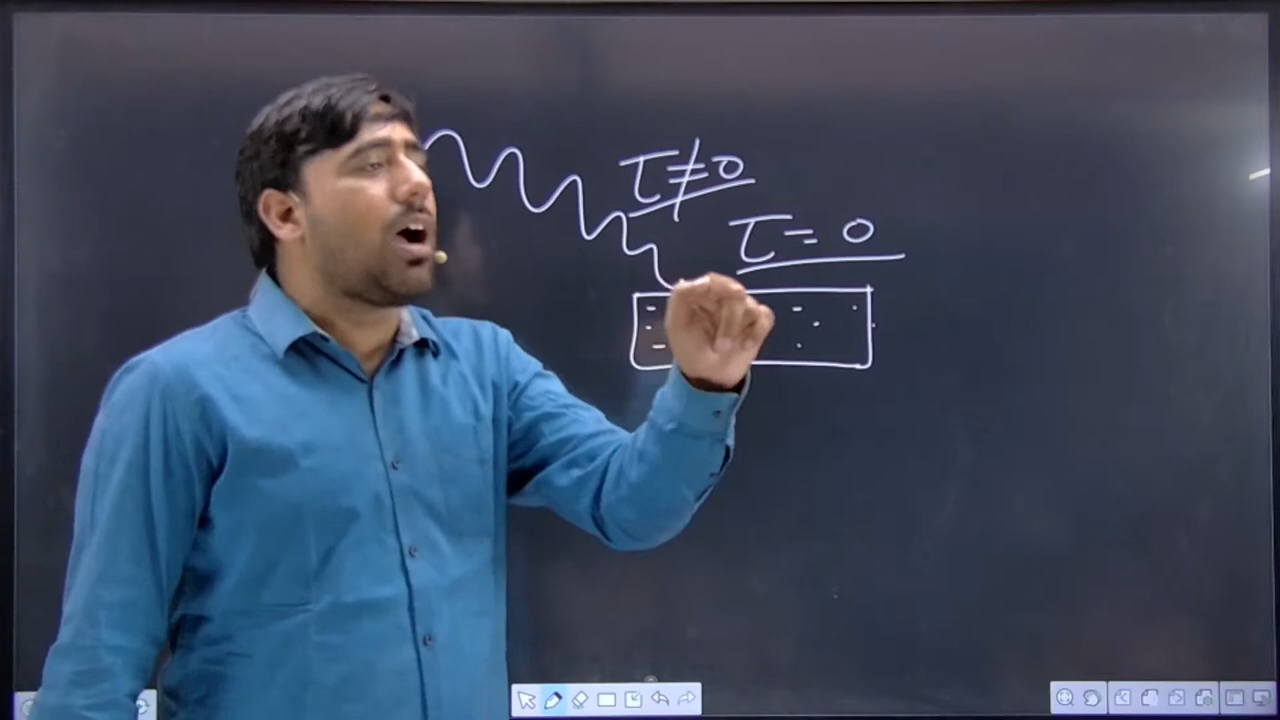 τ ≠ 0
τ = 0